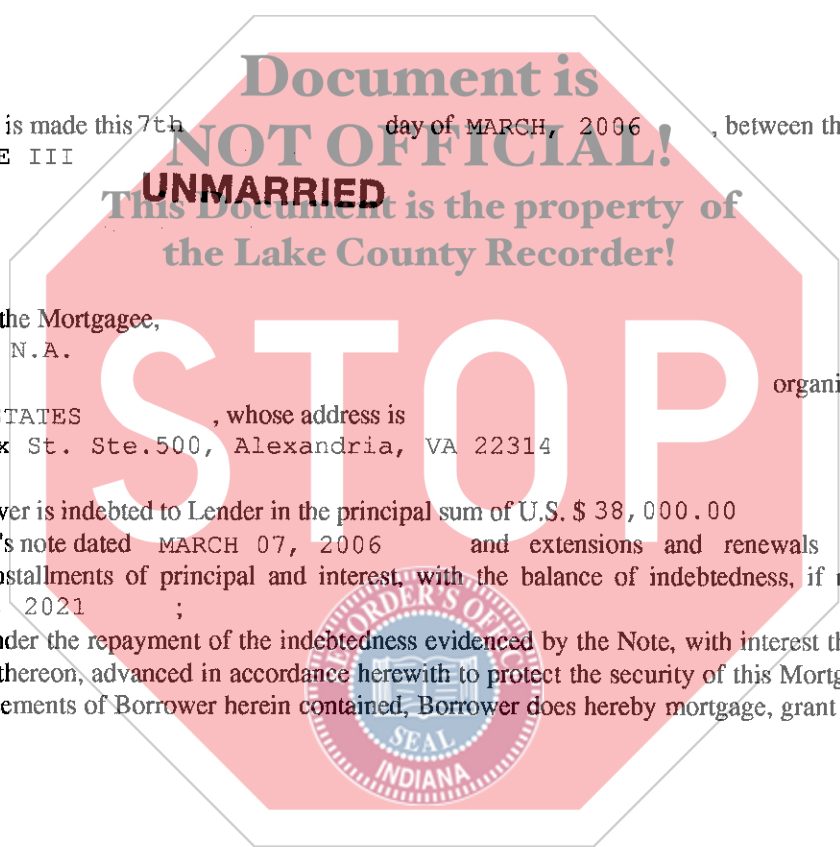 Document is
is made this 7th day of MARCH, 2006 , between th
NOT OFFICIAL!
E III
UNMARRIED
This Document is the property of
the Lake County Recorder!
the Mortgagee,
N.A.
STOP
organi
STATES , whose address is
x St. Ste.500, Alexandria, VA 22314
wer is indebted to Lender in the principal sum of U.S. $ 38,000.00
's note dated MARCH 07, 2006 and extensions and renewals
nstallments of principal and interest, with the balance of indebtedness, if
2021 ;
RECORDER'S OFFICE
nder the repayment of the indebtedness evidenced by the Note, with interest th
thereon, advanced in accordance herewith to protect the security of this Mortg
ements of Borrower herein contained, Borrower does hereby mortgage, grant
SEAL
INDIANA